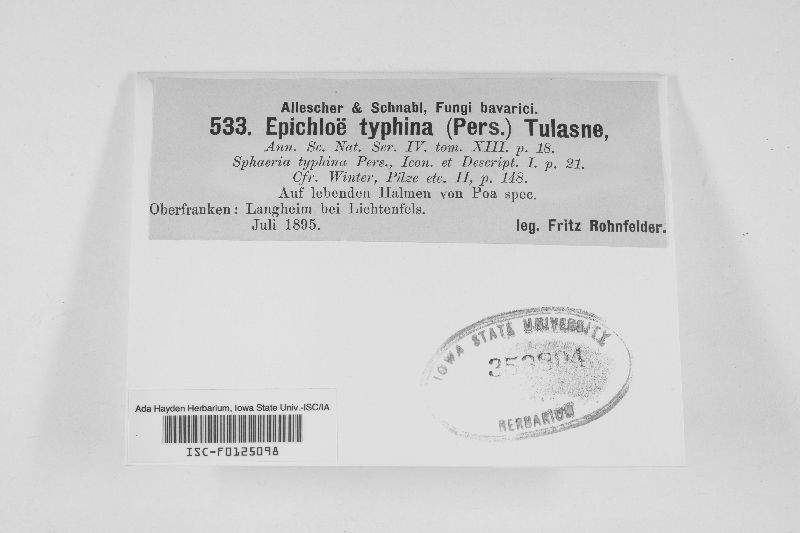 Allescher & Schnabl, Fungi bavarici.
533. Epichloë typhina (Pers.) Tulasne,
Ann. Sc. Nat. Ser. IV. tom. XIII. p. 18.
Sphaeria typhina Pers., Icon. et Descript. I. p. 21.
Cfr. Winter, Pilze etc. II, p. 148.
Auf lebenden Halmen von Poa spec.
Oberfranken: Langheim bei Lichtenfels.
Juli 1895.
leg. Fritz Rohnfelder.
IOWA STATE UNIVERSITY
HERBARIUM
Ada Hayden Herbarium, Iowa State Univ.-ISC/IA
ISC-F0125098